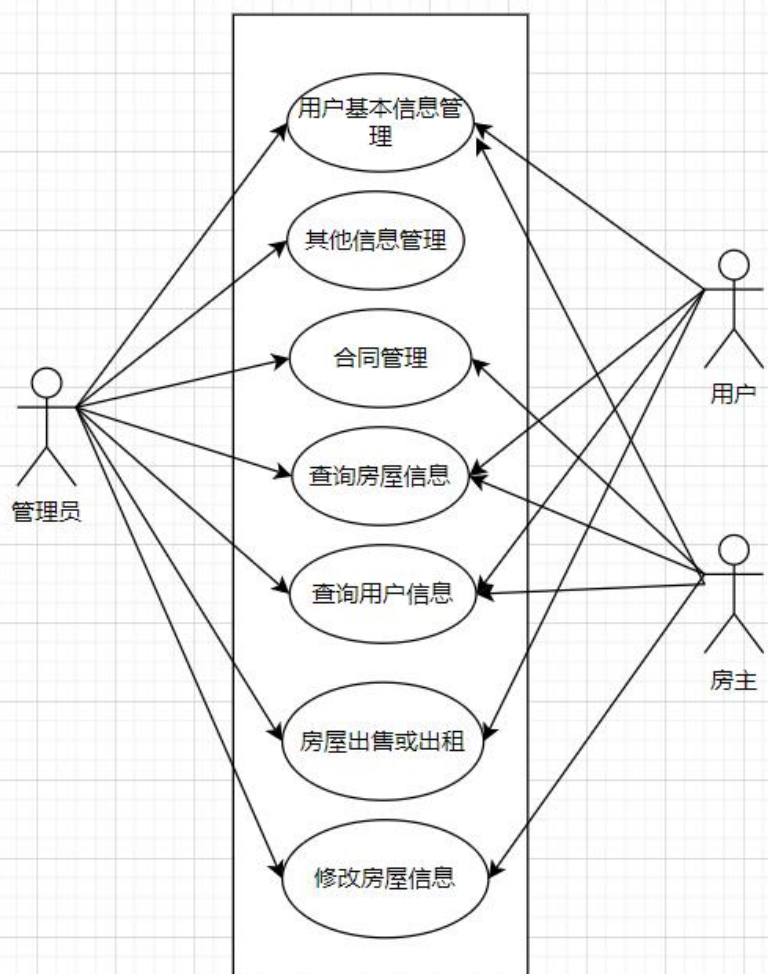 用户基本信息管
理
其他信息管理
合同管理
查询房屋信息
查询用户信息
房屋出售或出租
修改房屋信息
管理员
用户
房主